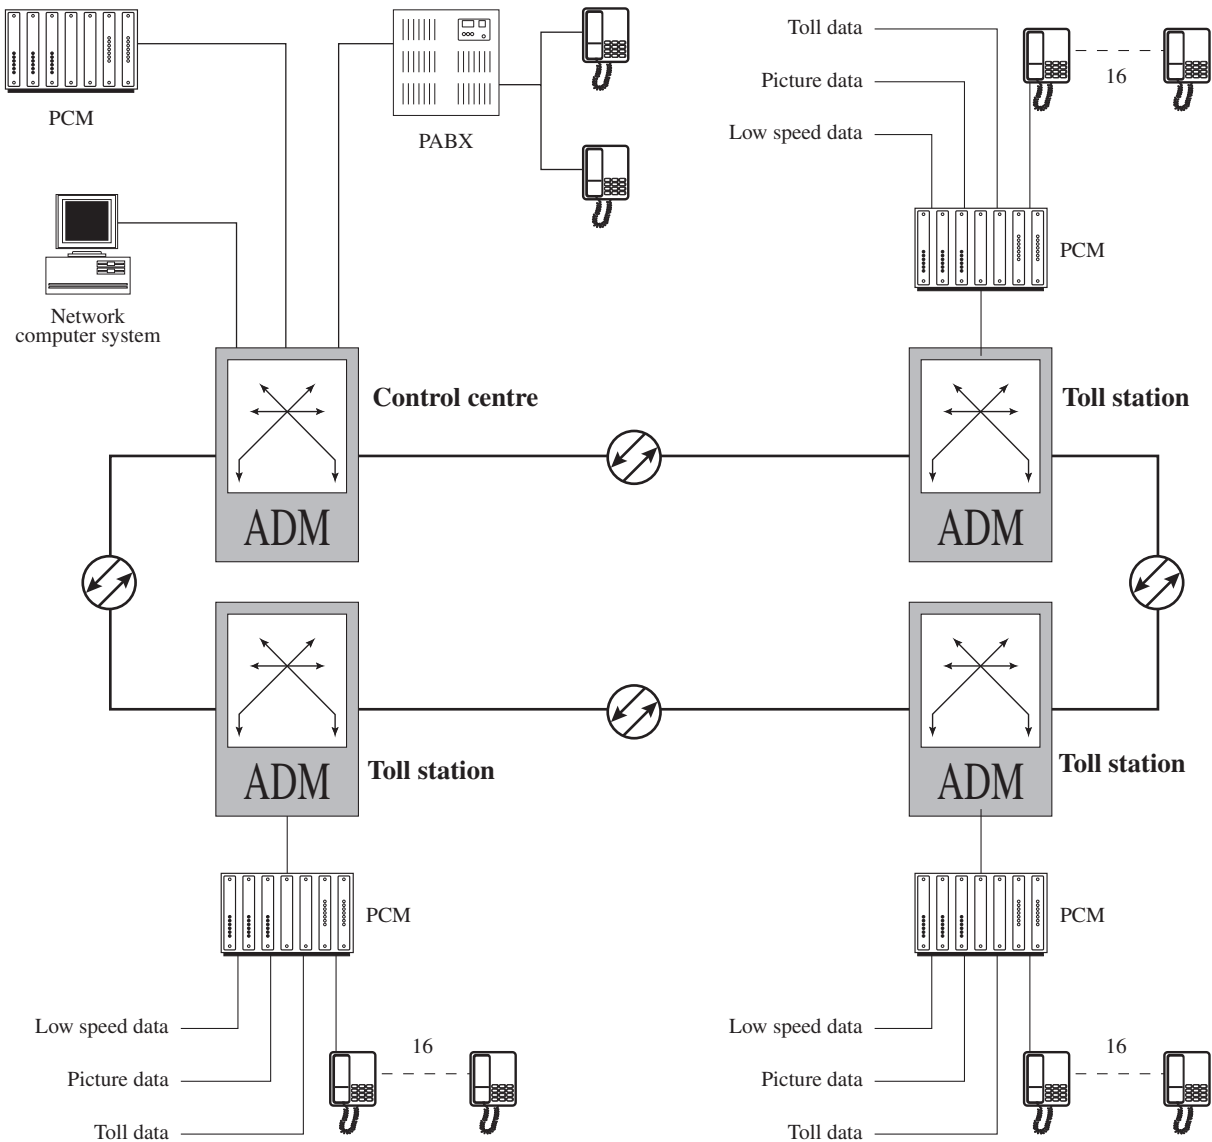 Toll data
16
Picture data
PCM
PABX
Low speed data
PCM
Network
computer system
Control centre
Toll station
ADM
ADM
Toll station
Toll station
ADM
ADM
PCM
PCM
Low speed data
16
Low speed data
16
Picture data
Picture data
Toll data
Toll data